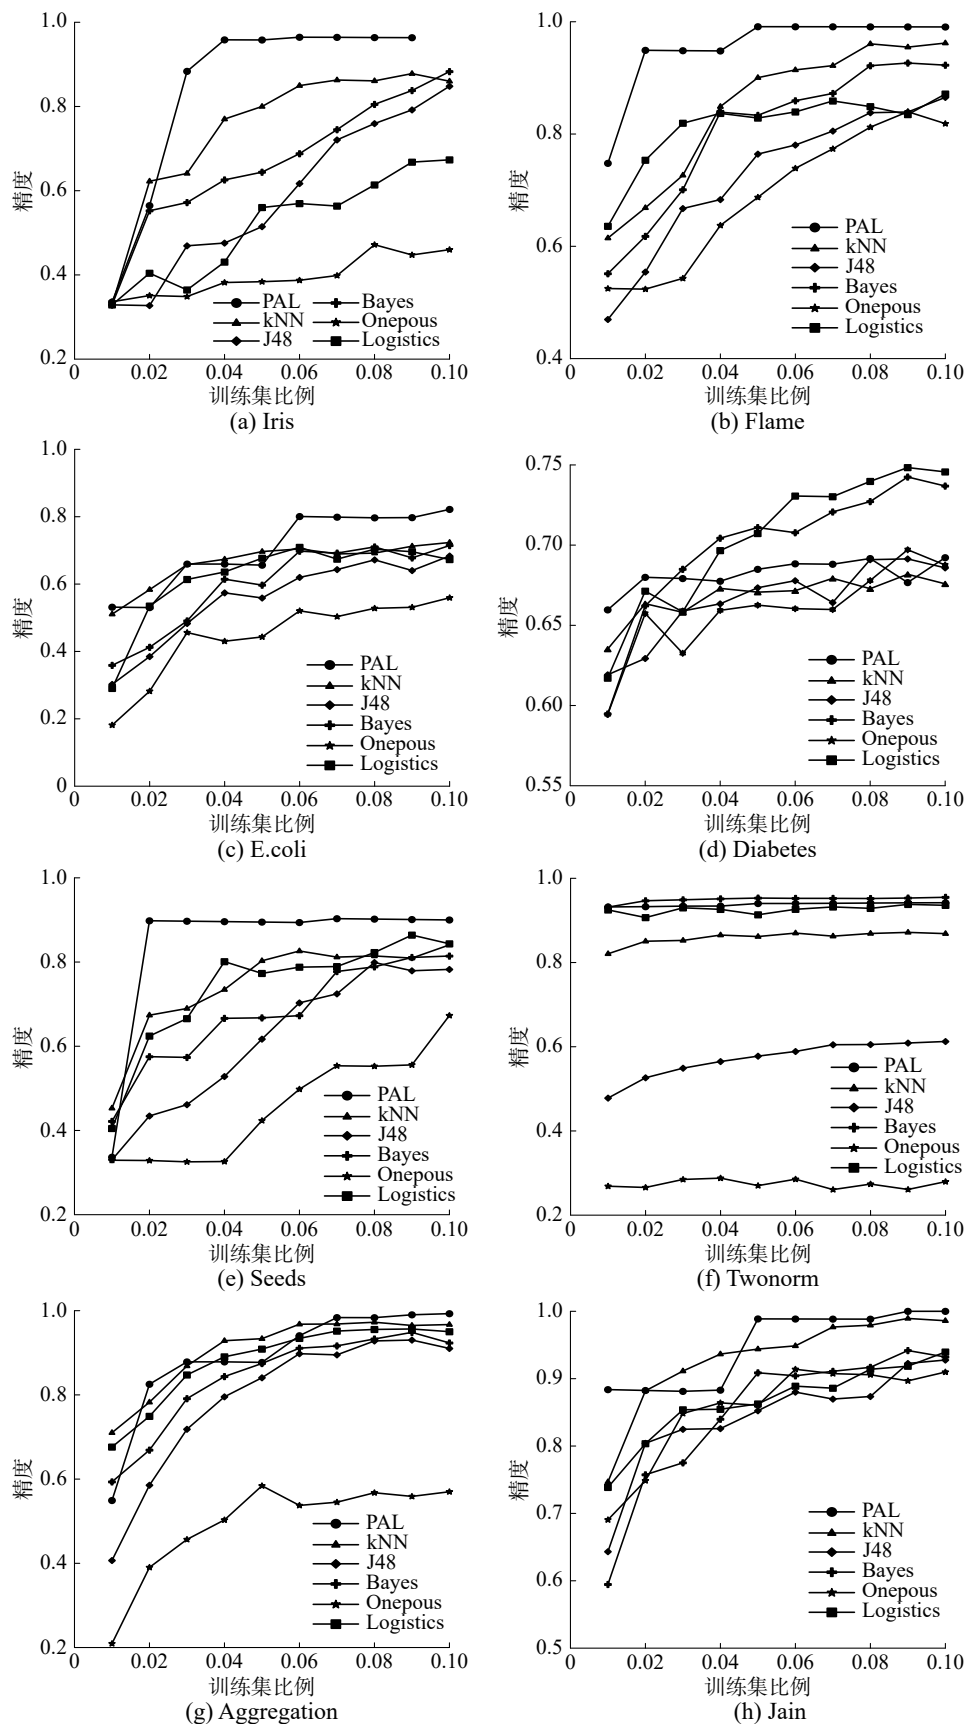 1.0
0.8
0.6
0.4
0.2
精度
0 0.02 0.04 0.06 0.08 0.10
训练集比例
PAL Bayes
kNN Onepous
J48 Logistics
(a) Iris
1.0
0.8
0.6
0.4
精度
0 0.02 0.04 0.06 0.08 0.10
训练集比例
PAL
kNN
J48
Bayes
Onepous
Logistics
(b) Flame
1.0
0.8
0.6
0.4
0.2
0
精度
0 0.02 0.04 0.06 0.08 0.10
训练集比例
PAL
kNN
J48
Bayes
Onepous
Logistics
(c) E.coli
0.75
0.70
0.65
0.60
0.55
精度
0 0.02 0.04 0.06 0.08 0.10
训练集比例
PAL
kNN
J48
Bayes
Onepous
Logistics
(d) Diabetes
1.0
0.8
0.6
0.4
0.2
精度
0 0.02 0.04 0.06 0.08 0.10
训练集比例
PAL
kNN
J48
Bayes
Onepous
Logistics
(e) Seeds
1.0
0.8
0.6
0.4
0.2
精度
0 0.02 0.04 0.06 0.08 0.10
训练集比例
PAL
kNN
J48
Bayes
Onepous
Logistics
(f) Twonorm
1.0
0.8
0.6
0.4
0.2
精度
0 0.02 0.04 0.06 0.08 0.10
训练集比例
PAL
kNN
J48
Bayes
Onepous
Logistics
(g) Aggregation
1.0
0.9
0.8
0.7
0.6
0.5
精度
0 0.02 0.04 0.06 0.08 0.10
训练集比例
PAL
kNN
J48
Bayes
Onepous
Logistics
(h) Jain